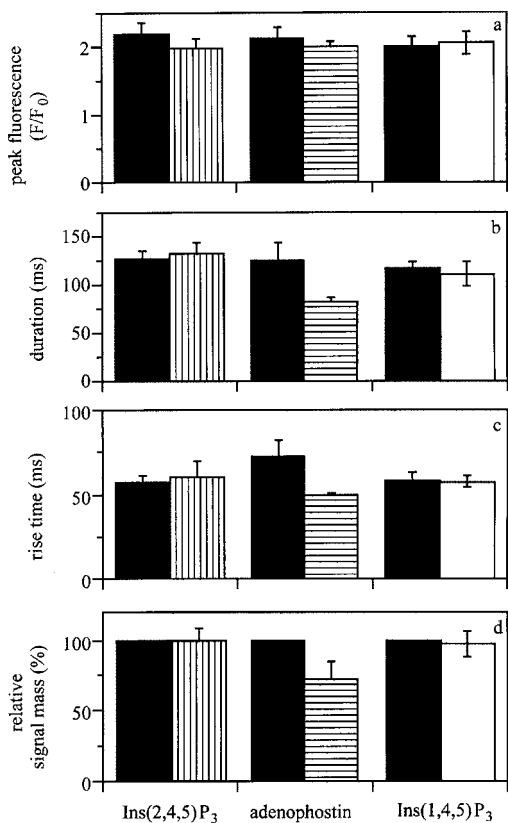 a
peak fluorescence
(F/F0)
2
1
0
b
duration (ms)
150
100
50
0
c
rise time (ms)
100
50
0
d
relative
signal mass (%)
100
50
0
Ins(2,4,5)P3 adenophostin Ins(1,4,5)P3